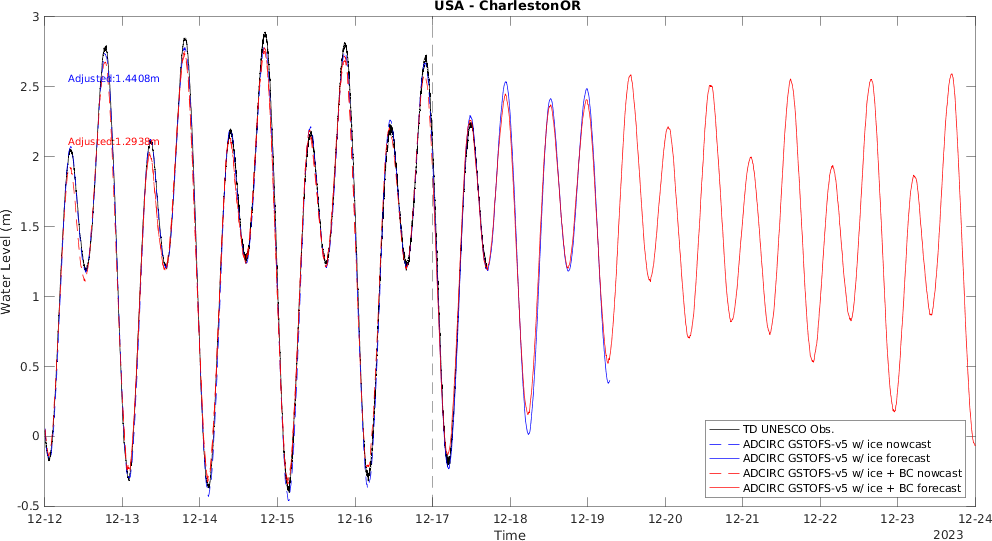 USA - CharlestonOR
3
2.5
2
1.5
1
0.5
0
-0.5
Water Level (m)
Adjusted:1.4408m
Adjusted:1.2938m
TD UNESCO Obs.
ADCIRC GSTOFS-v5 w/ ice nowcast
ADCIRC GSTOFS-v5 w/ ice forecast
ADCIRC GSTOFS-v5 w/ ice + BC nowcast
ADCIRC GSTOFS-v5 w/ ice + BC forecast
12-12 12-13 12-14 12-15 12-16 12-17 12-18 12-19 12-20 12-21 12-22 12-23 12-24
Time
2023